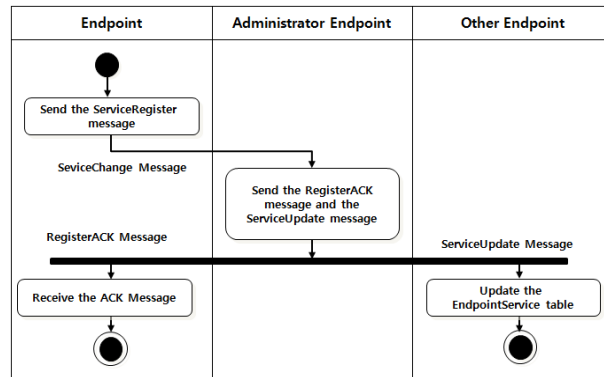 Endpoint
Administrator Endpoint
Other Endpoint
Send the ServiceRegister
message
SeviceChange Message
Send the RegisterACK
message and the
ServiceUpdate message
RegisterACK Message
ServiceUpdate Message
Receive the ACK Message
Update the
EndpointService table